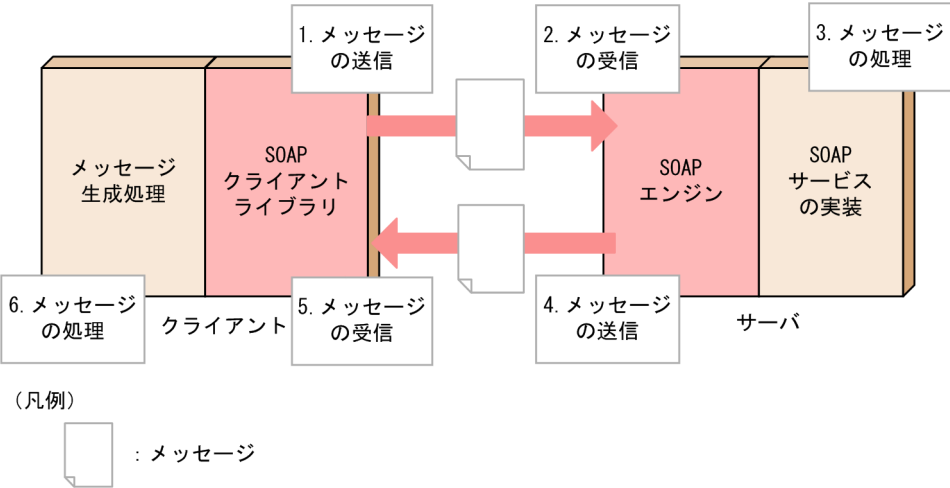 1.メッセージ
の送信
2.メッセージ
の受信
3.メッセージ
の処理
メッセージ
生成処理
SOAP
クライアント
ライブラリ
SOAP
エンジン
SOAP
サービス
の実装
6.メッセージ
の処理
クライアント
5.メッセージ
の受信
4.メッセージ
の送信
サーバ
（凡例）
：メッセージ